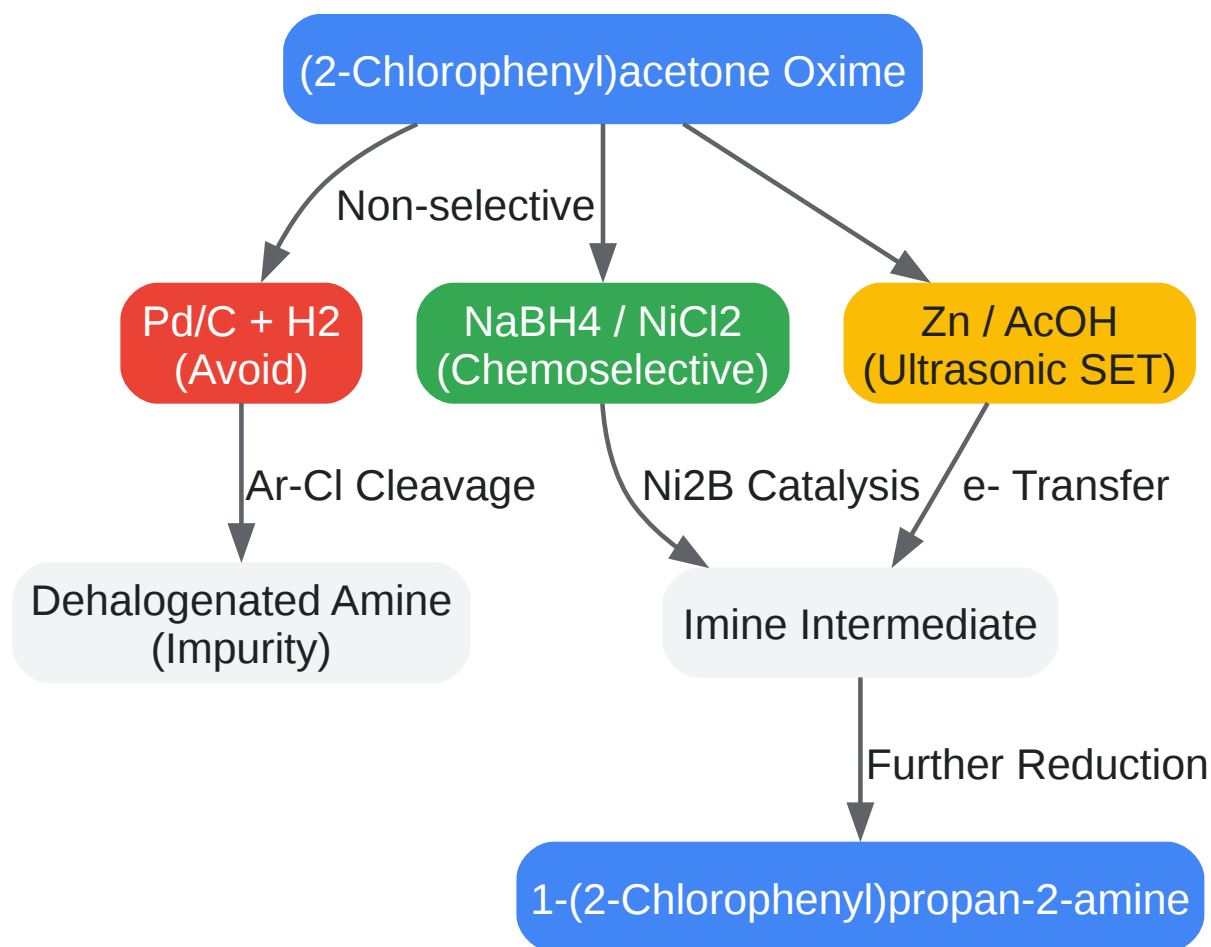 (2-Chlorophenyl)acetone Oxime
Non-selective
Pd/C + H2
(Avoid)
NaBH4 / NiCl2
(Chemoselective)
Zn / AcOH
(Ultrasonic SET)
Ar-Cl Cleavage
Ni2B Catalysis
e- Transfer
Dehalogenated Amine
(Impurity)
Imine Intermediate
Further Reduction
1-(2-Chlorophenyl)propan-2-amine